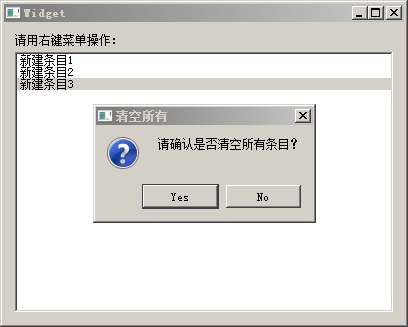 Widget
请用右键菜单操作：
新建条目1
新建条目2
新建条目3
清空所有
请确认是否清空所有条目？
Yes
No